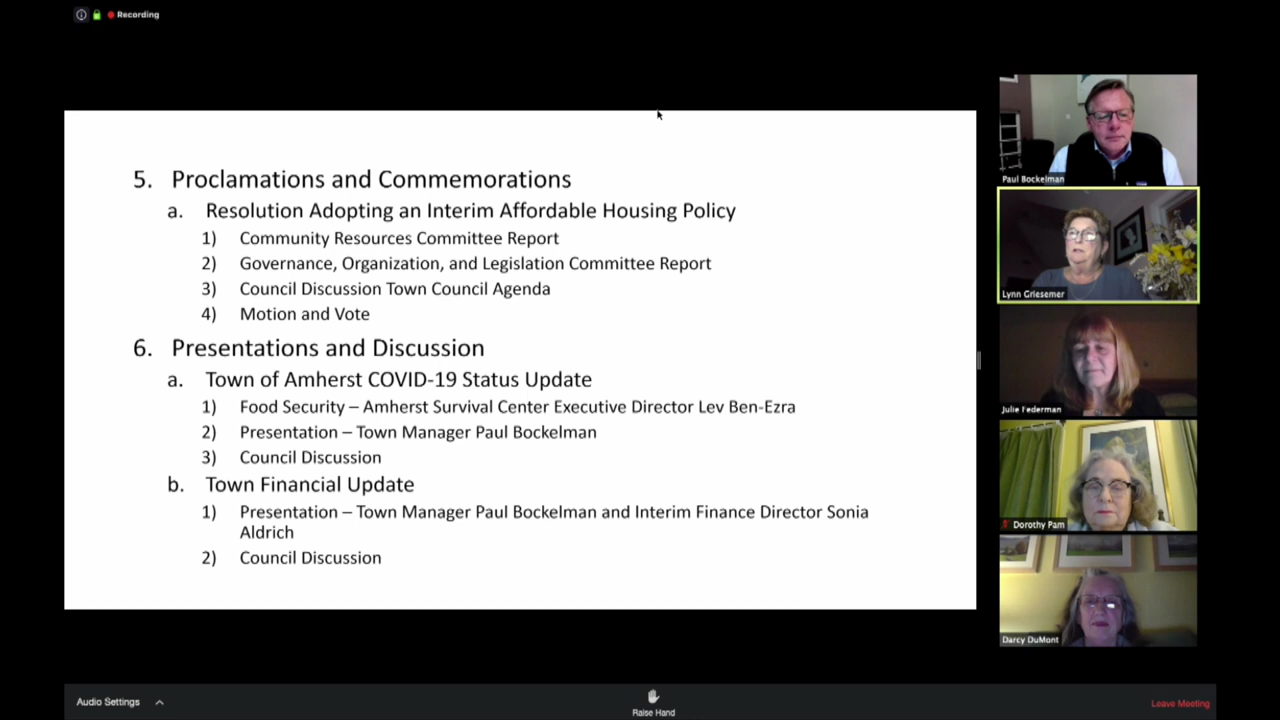 Recording
5. Proclamations and Commemorations
a. Resolution Adopting an Interim Affordable Housing Policy
1) Community Resources Committee Report
2) Governance, Organization, and Legislation Committee Report
3) Council Discussion Town Council Agenda
4) Motion and Vote
6. Presentations and Discussion
a. Town of Amherst COVID-19 Status Update
1) Food Security – Amherst Survival Center Executive Director Lev Ben-Ezra
2) Presentation – Town Manager Paul Bockelman
3) Council Discussion
b. Town Financial Update
1) Presentation – Town Manager Paul Bockelman and Interim Finance Director Sonia
Aldrich
2) Council Discussion
Paul Bockelman
Lynn Griesemer
Julie Federman
Dorothy Pam
Darcy DuMont
Audio Settings
Raise Hand
Leave Meeting